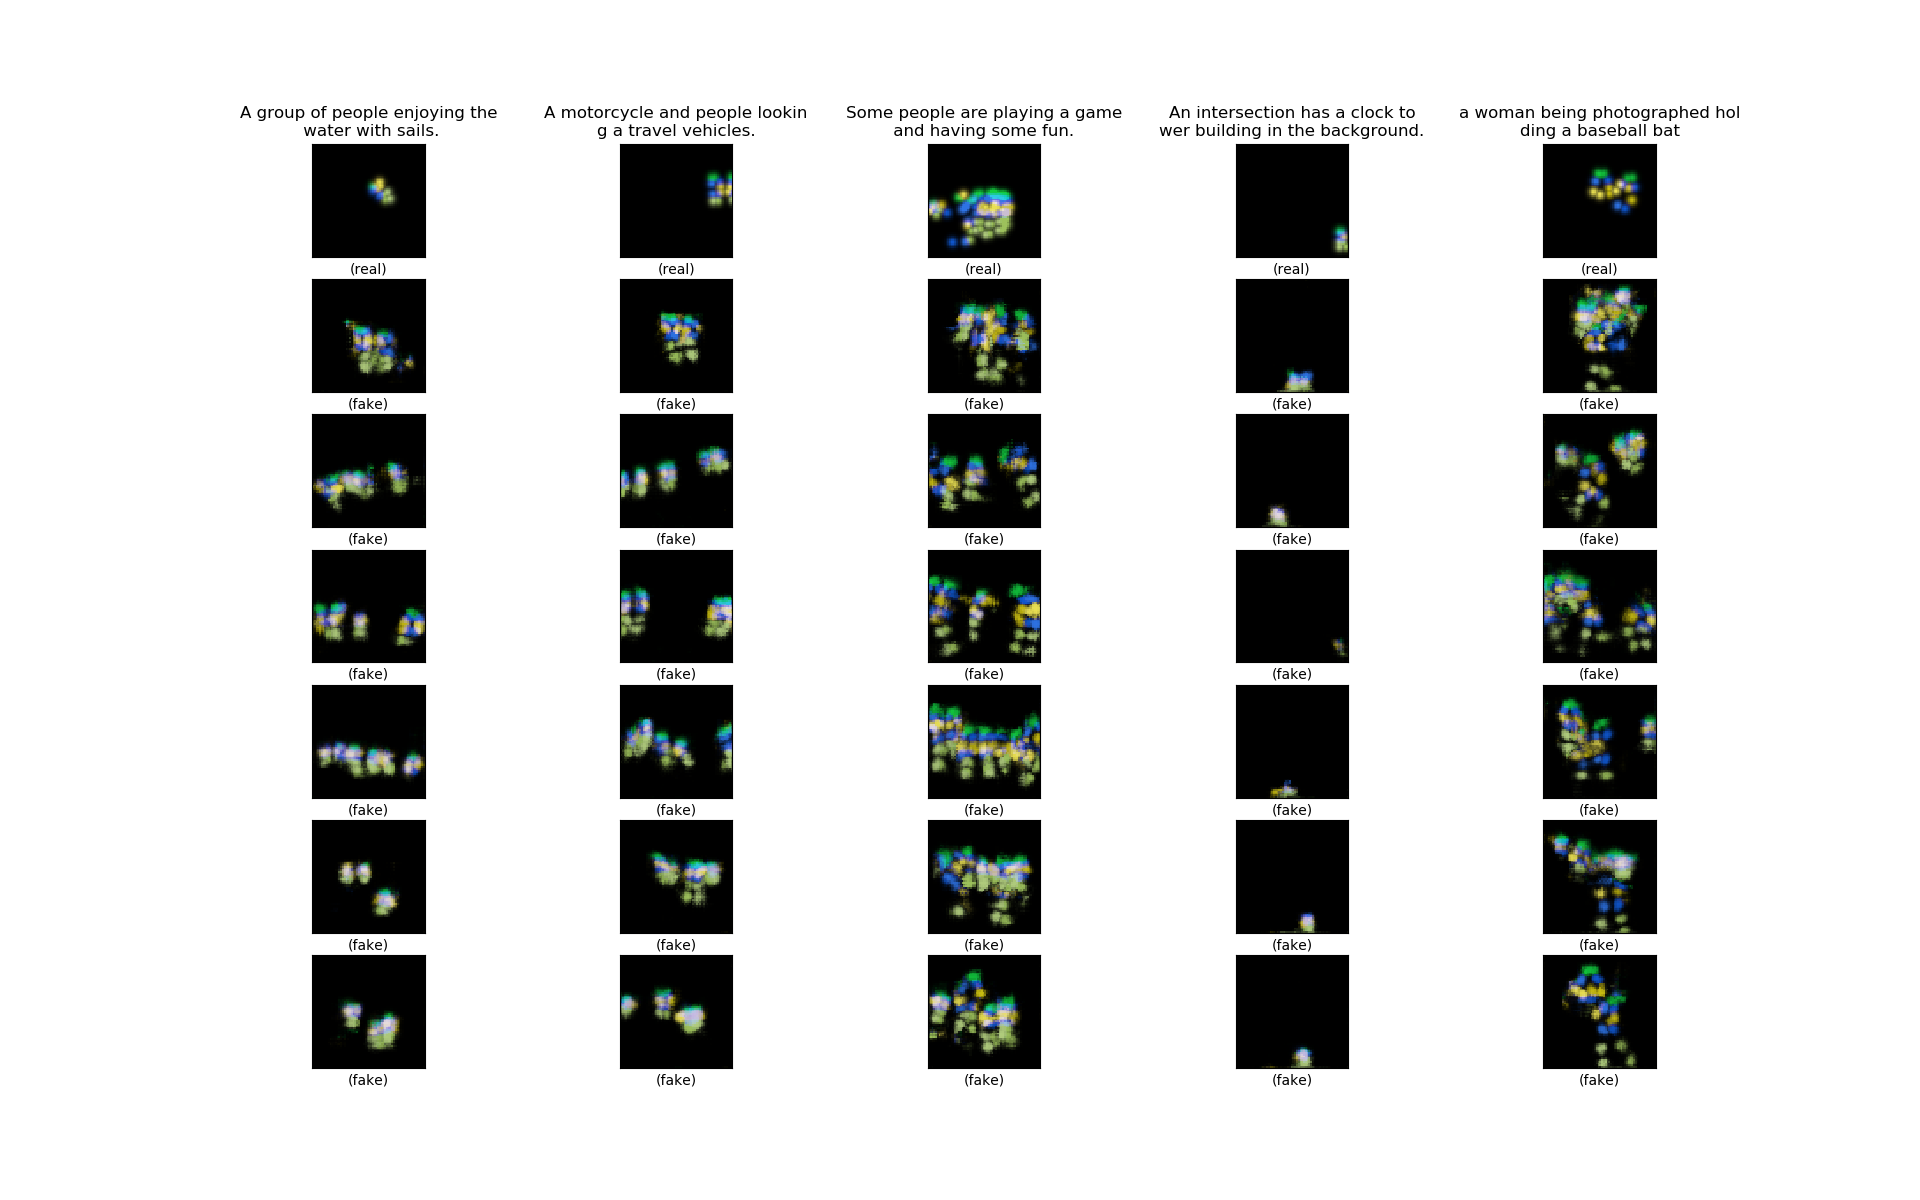 A group of people enjoying the
water with sails.
A motorcycle and people lookin
g a travel vehicles.
Some people are playing a game
and having some fun.
An intersection has a clock to
wer building in the background.
a woman being photographed hol
ding a baseball bat
(real) (real) (real) (real) (real)
(fake) (fake) (fake) (fake) (fake)
(fake) (fake) (fake) (fake) (fake)
(fake) (fake) (fake) (fake) (fake)
(fake) (fake) (fake) (fake) (fake)
(fake) (fake) (fake) (fake) (fake)
(fake) (fake) (fake) (fake) (fake)